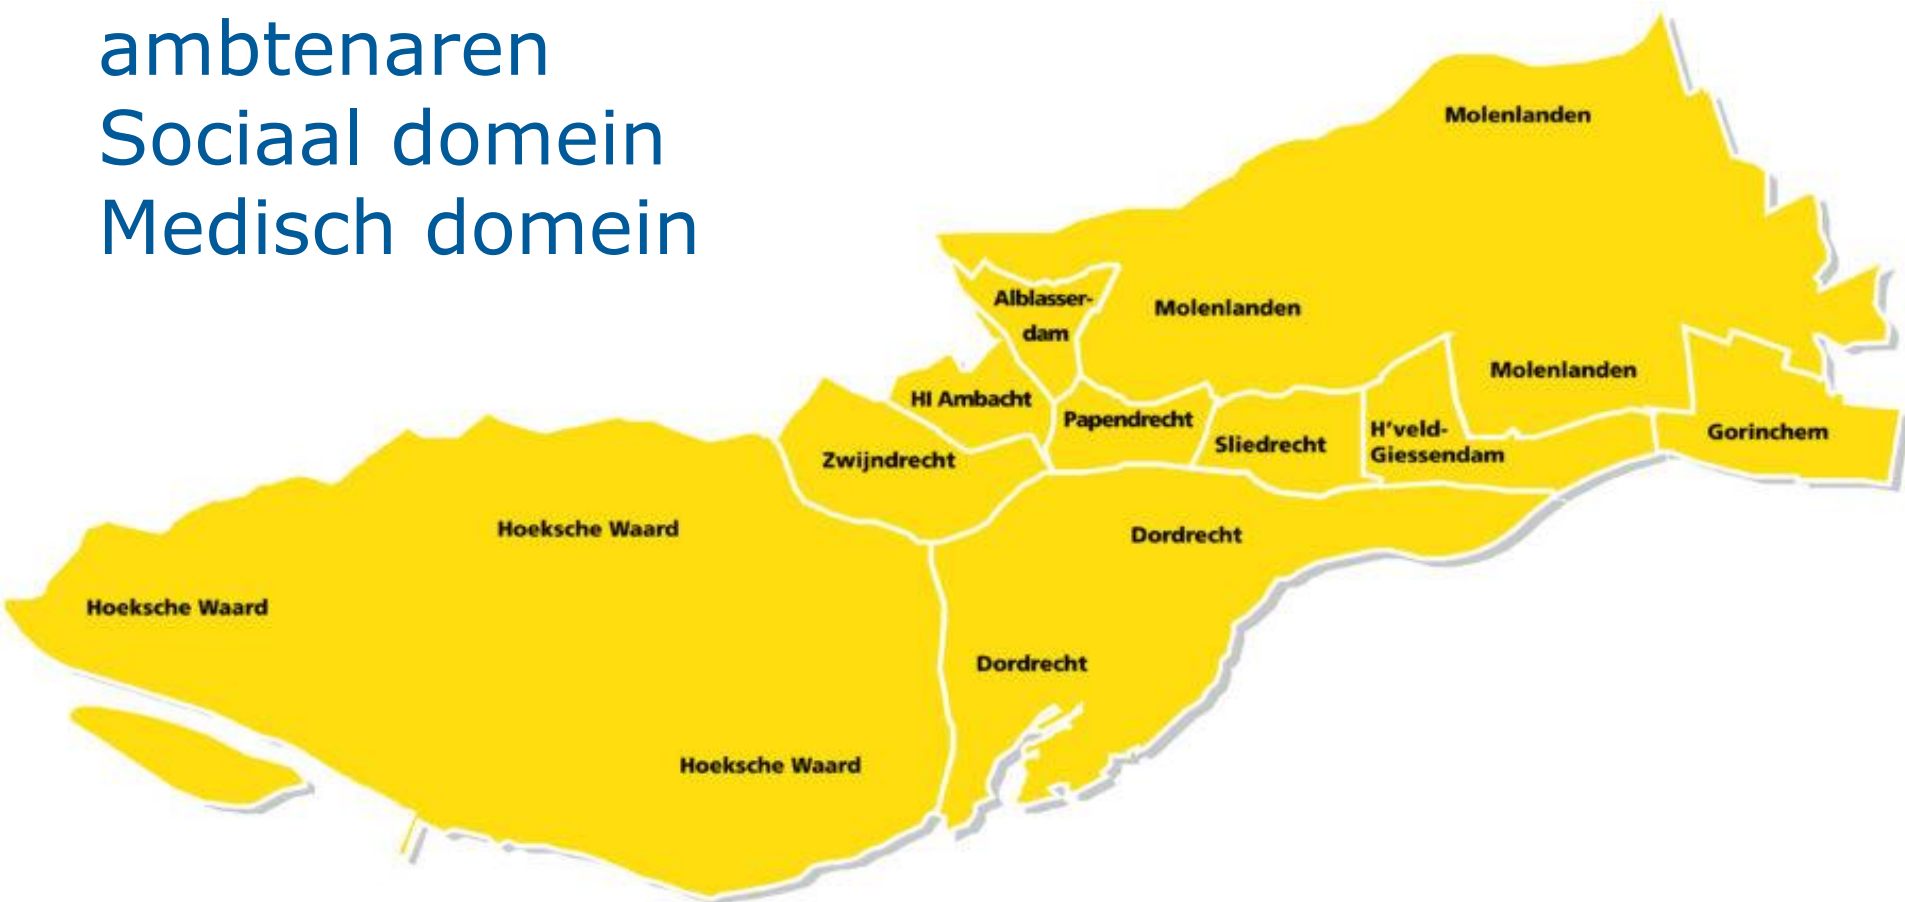 ambtenaren
Sociaal domein
Medisch domein
Molenlanden
Alblasser-
dam
Molenlanden
Molenlanden
HI Ambacht
Papendrecht
Sliedrecht
H'veld-
Giessendam
Gorinchem
Zwijndrecht
Hoeksche Waard
Dordrecht
Hoeksche Waard
Dordrecht
Hoeksche Waard